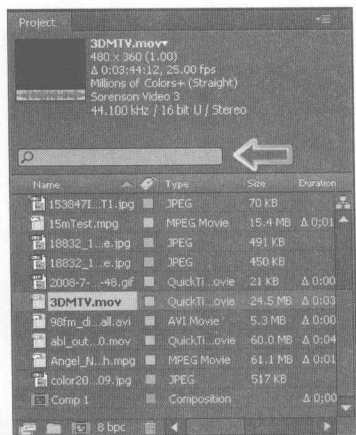 Project ×
3DMTV.mov▾
480 x 360 (1.00)
Δ 0:03:44:12, 25.00 fps
Millions of Colors+ (Straight)
Sorenson Video 3
44.100 kHz / 16 bit U / Stereo
Name Type Size Duration
153847I...T1.jpg JPEG 70 KB
15mTest.mpg MPEG Movie 15.4 MB Δ 0;01
18832_1...e.jpg JPEG 491 KB
18832_1...e.jpg JPEG 450 KB
2008-7-...-48.gif QuickTi...ovie 21 KB Δ 0:00
3DMTV.mov QuickTi...ovie 24.5 MB Δ 0:03
98fm_di...all.avi AVI Movie 5.3 MB Δ 0:00
abl_out...0.mov QuickTi...ovie 60.0 MB Δ 0:04
Angel_N...h.mpg MPEG Movie 61.1 MB Δ 0:01
color20...09.jpg JPEG 517 KB
Comp 1 Composition Δ 0;00
8 bpc